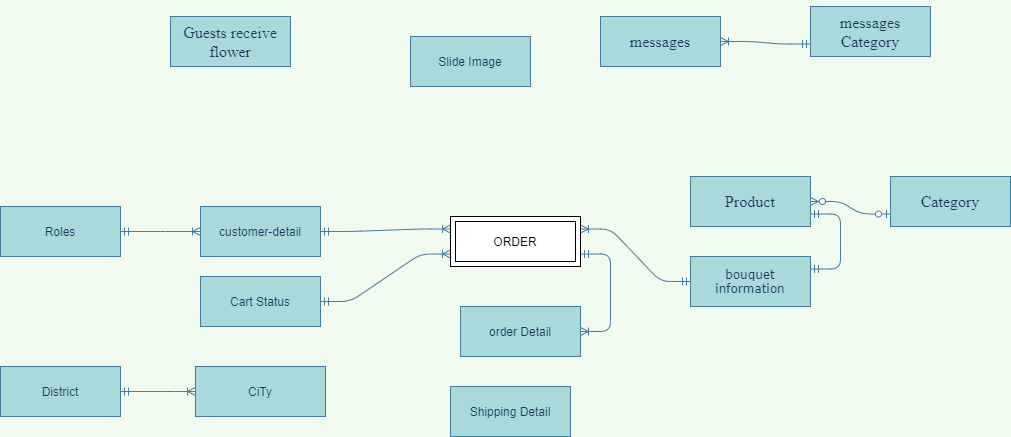 Guests receive
flower
Slide Image
messages
messages
Category
Product
Category
Roles
customer-detail
ORDER
Cart Status
bouquet
information
order Detail
District
CiTy
Shipping Detail